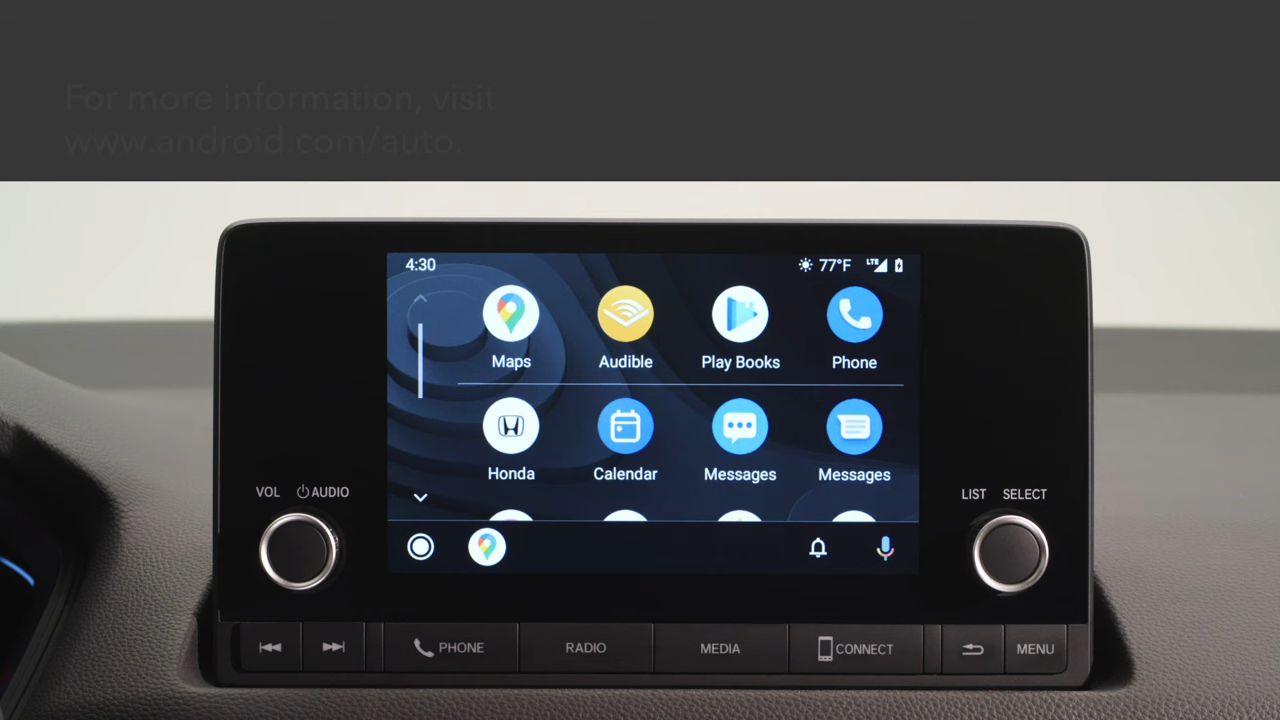 For more information, visit
www.android.com/auto.
4:30
77°F LTE
Maps Audible Play Books Phone
Honda Calendar Messages Messages
VOL AUDIO
LIST SELECT
PHONE RADIO MEDIA CONNECT MENU